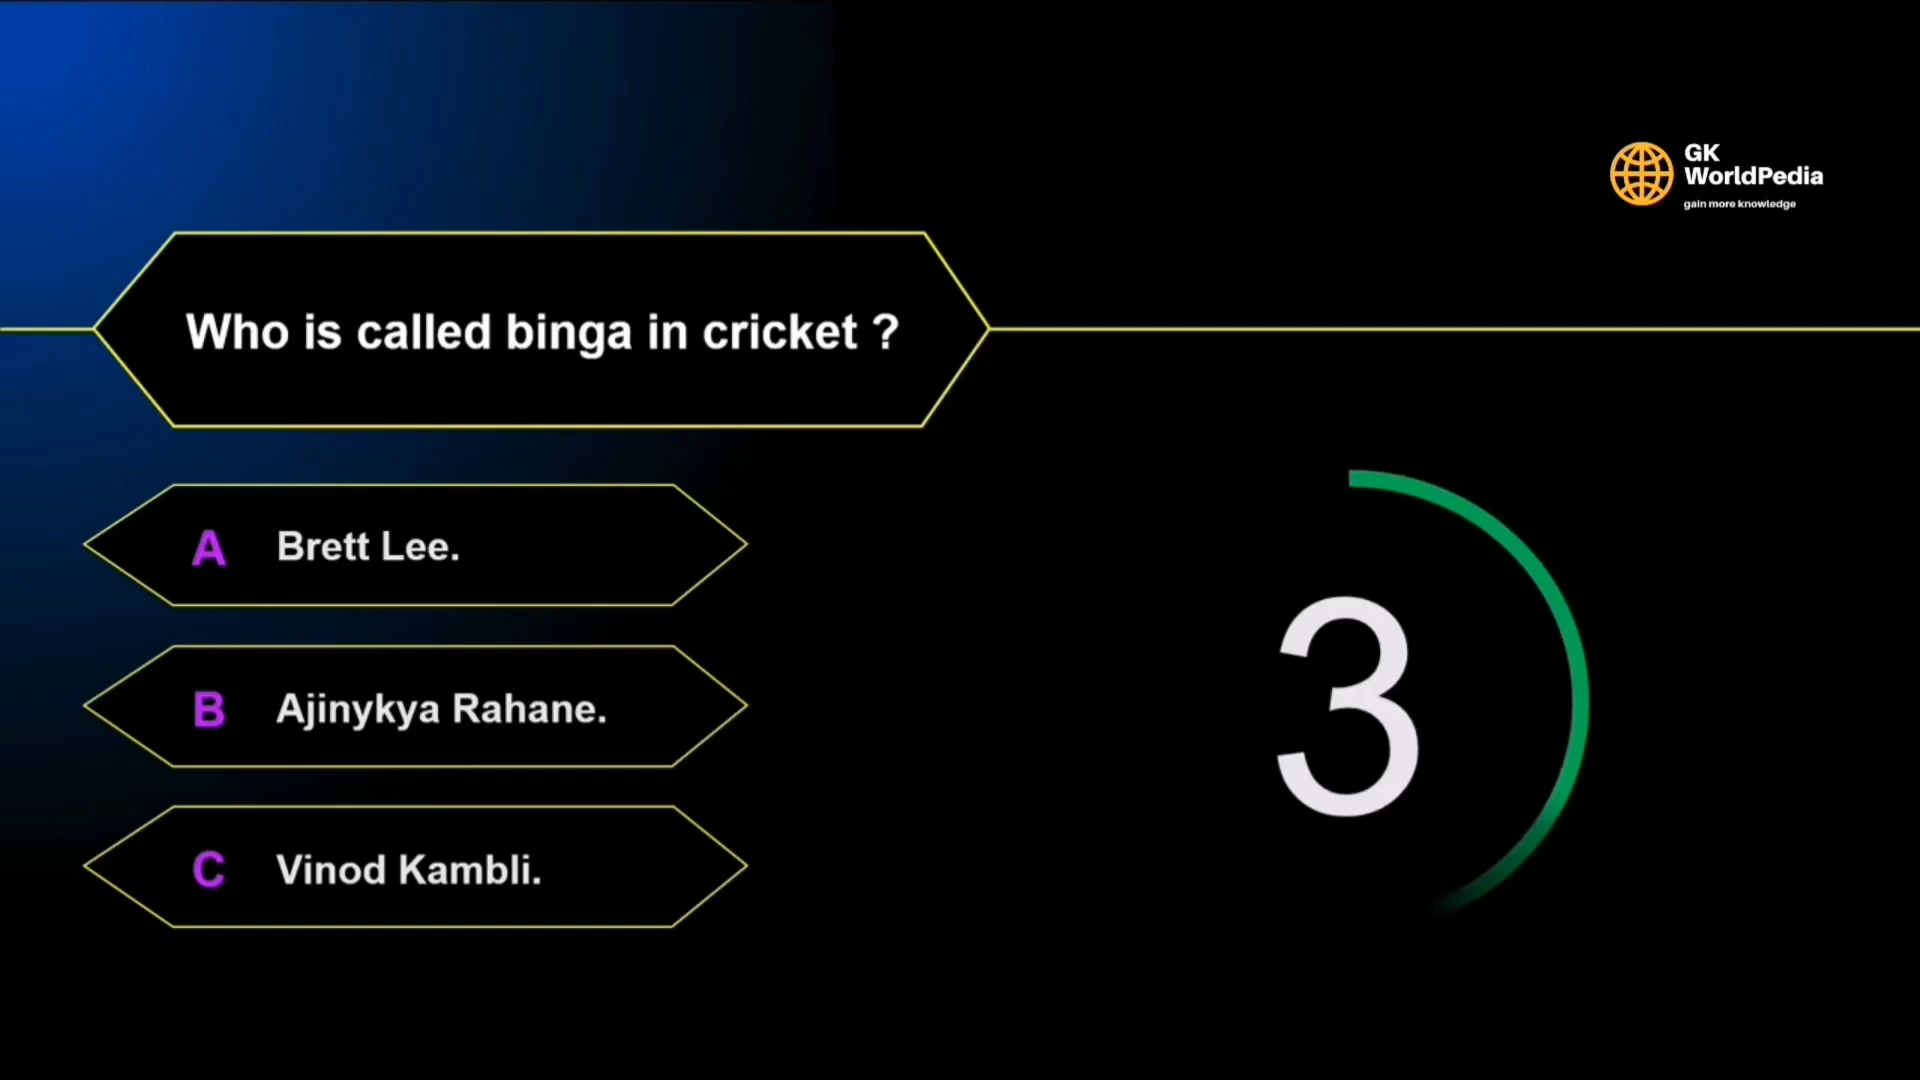 GK
WorldPedia
gain more knowledge
Who is called binga in cricket ?
A Brett Lee.
B Ajinykya Rahane.
C Vinod Kambli.
3